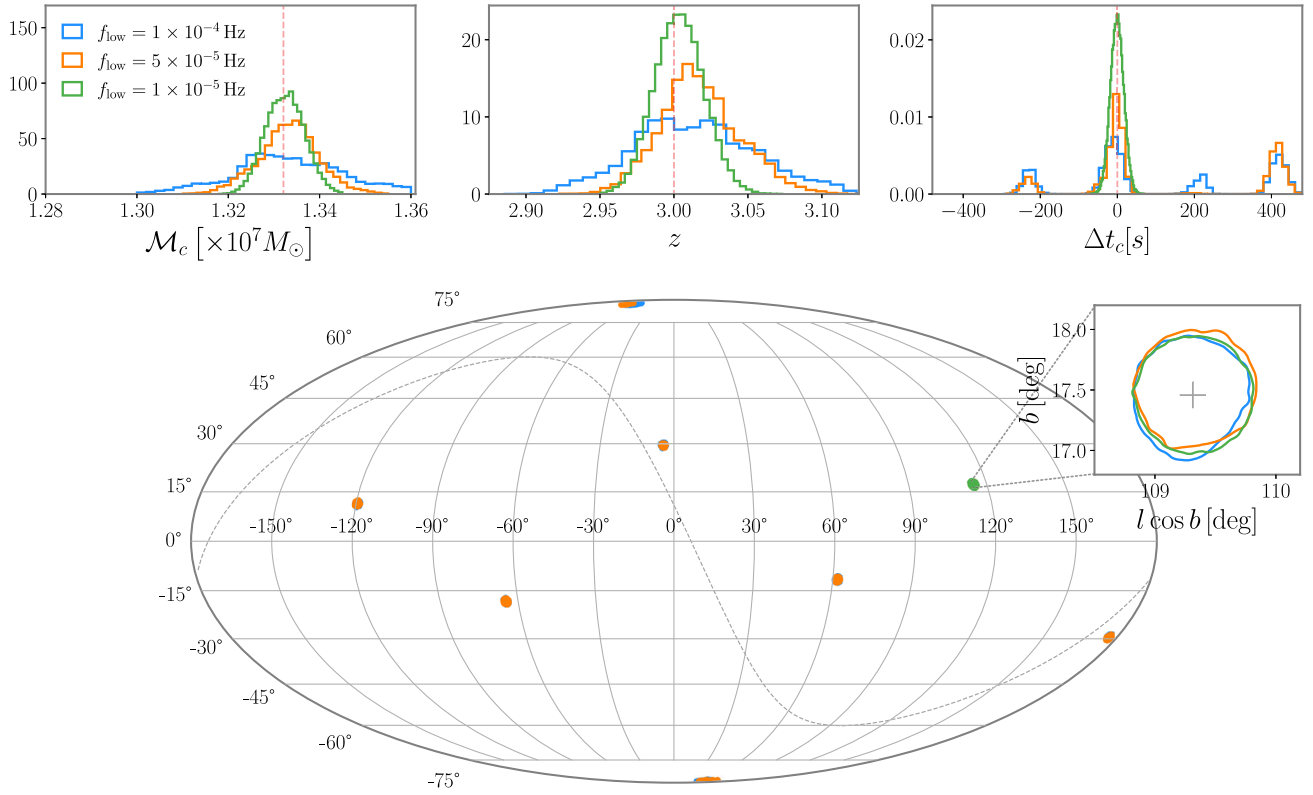 150
100
50
0
f_low = 1 × 10⁻⁴ Hz
f_low = 5 × 10⁻⁵ Hz
f_low = 1 × 10⁻⁵ Hz
1.28 1.30 1.32 1.34 1.36
ℳ_c [×10⁷M_⊙]
20
10
0
2.90 2.95 3.00 3.05 3.10
z
0.02
0.01
0.00
−400 −200 0 200 400
Δt_c[s]
75°
60°
45°
30°
15°
0°
-15°
-30°
-45°
-60°
-75°
-150° -120° -90° -60° -30° 0° 30° 60° 90° 120° 150°
18.0
17.5
17.0
b [deg]
109 110
l cos b [deg]